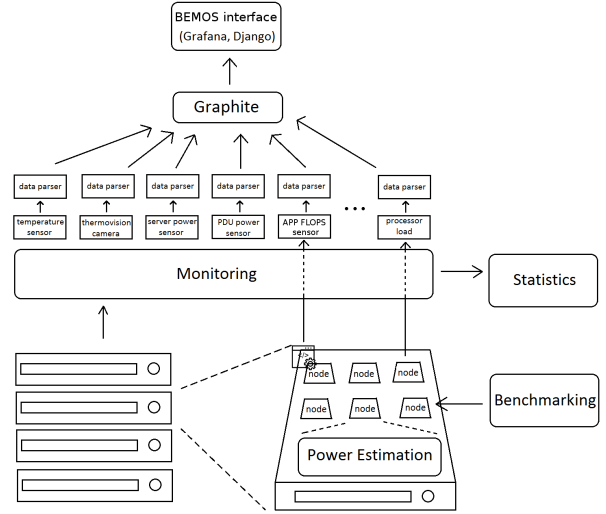 BEMOS interface
(Grafana, Django)
Graphite
data parser
data parser
data parser
data parser
data parser
data parser
temperature
sensor
thermovision
camera
server power
sensor
PDU power
sensor
APP FLOPS
sensor
...
processor
load
Monitoring
Statistics
</>
node
node
node
node
node
node
Benchmarking
Power Estimation